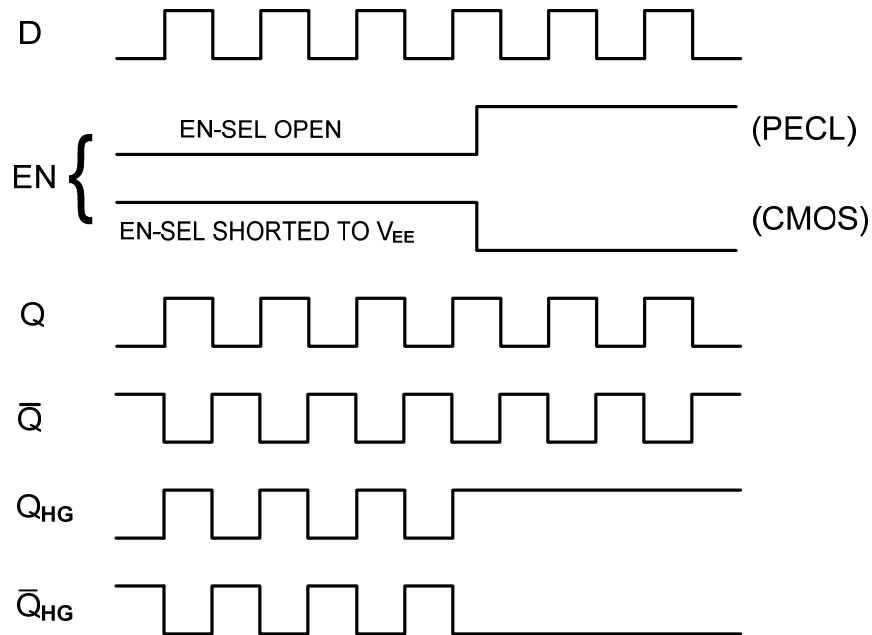 D
EN-SEL OPEN
(PECL)
EN {
EN-SEL SHORTED TO VEE
(CMOS)
Q
Q̅
QHG
Q̅HG